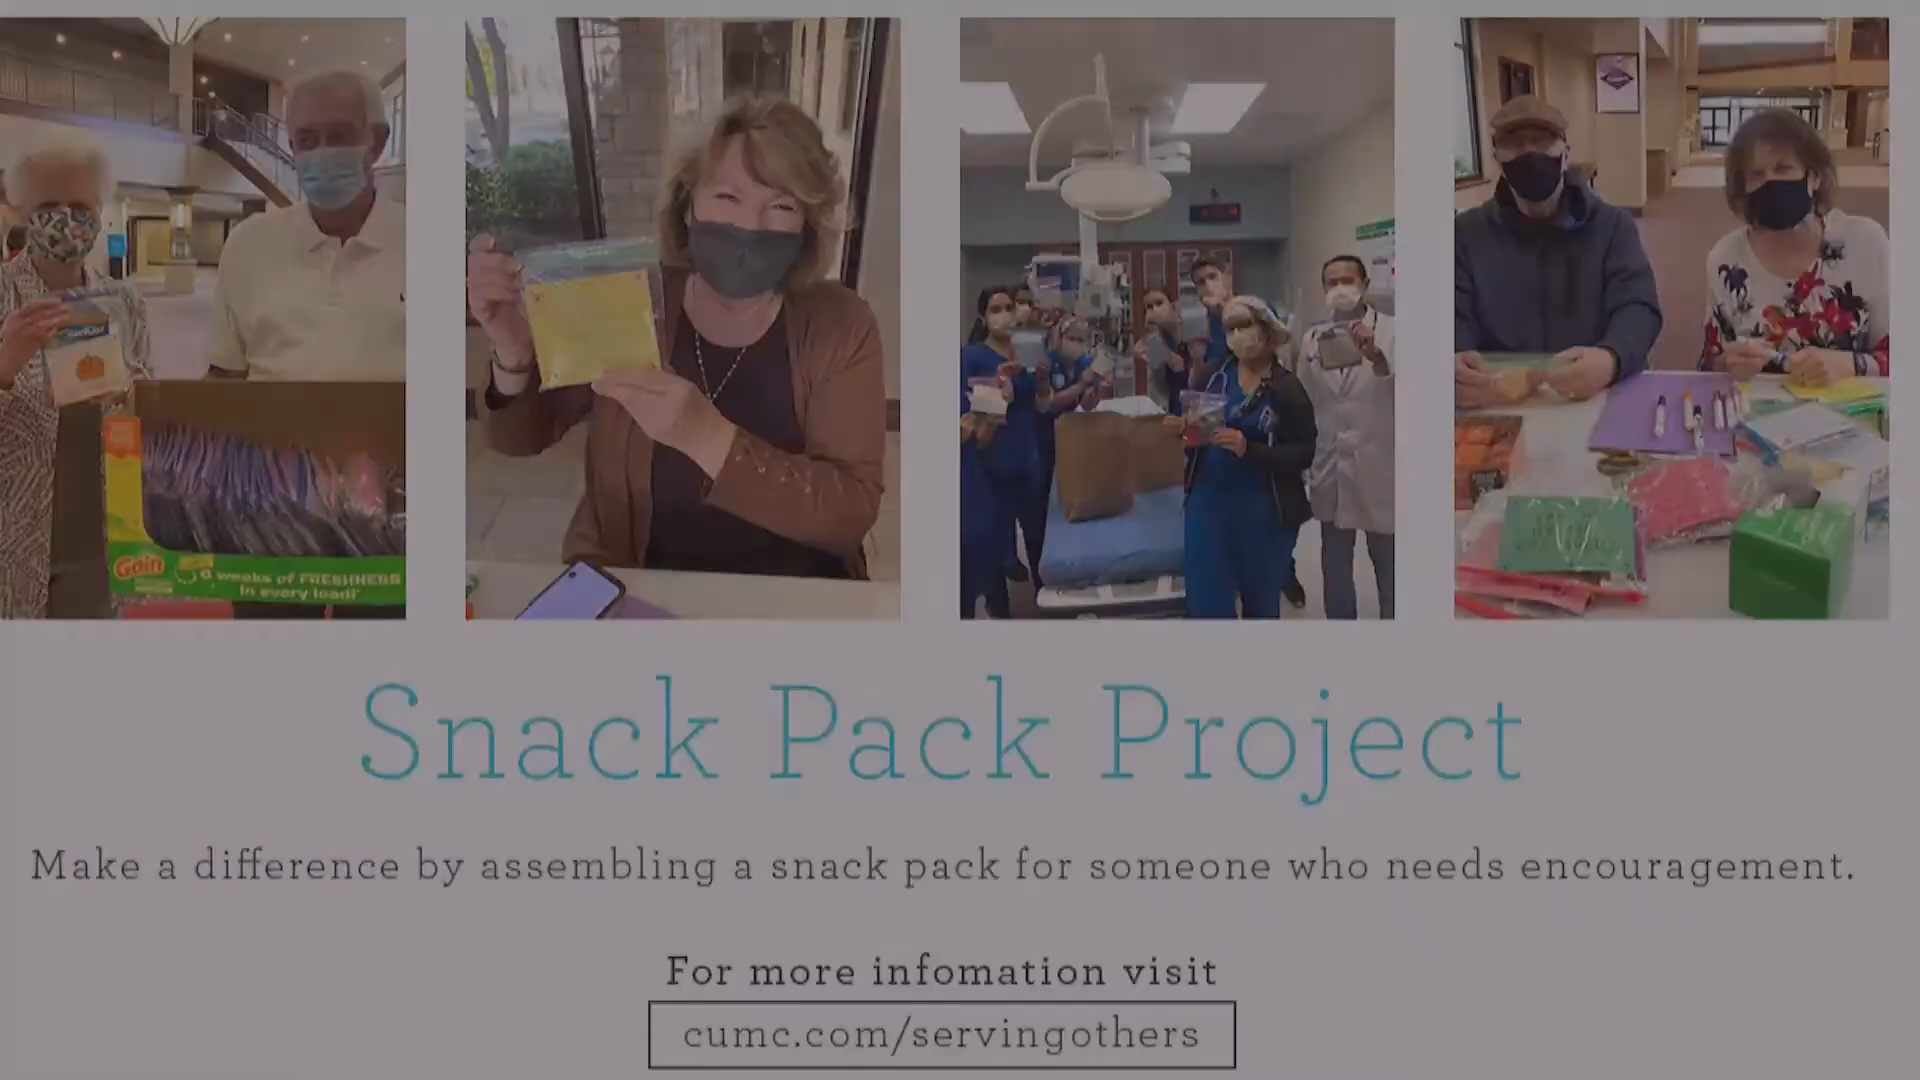 Gain
6 weeks of FRESHNESS
in every load!
Snack Pack Project
Make a difference by assembling a snack pack for someone who needs encouragement.
For more infomation visit
cumc.com/servingothers